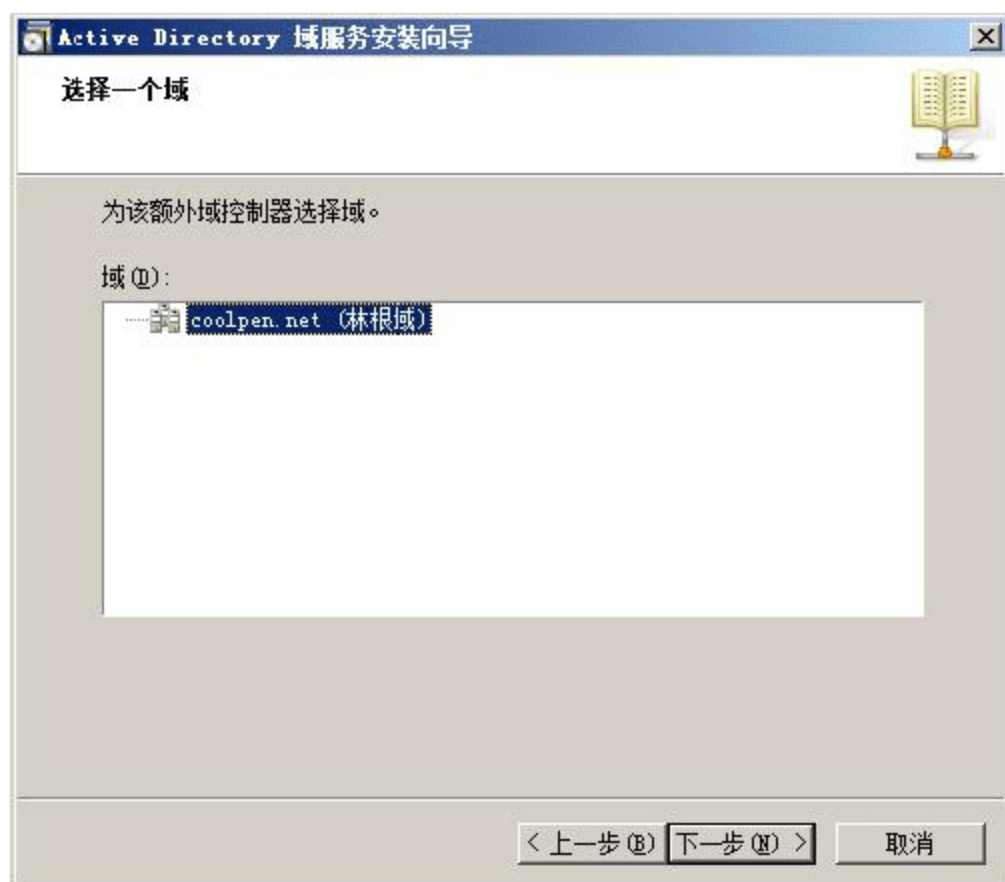 Active Directory 域服务安装向导
选择一个域
为该额外域控制器选择域。
域(D):
coolpen.net (林根域)
< 上一步(B) 下一步(N) > 取消